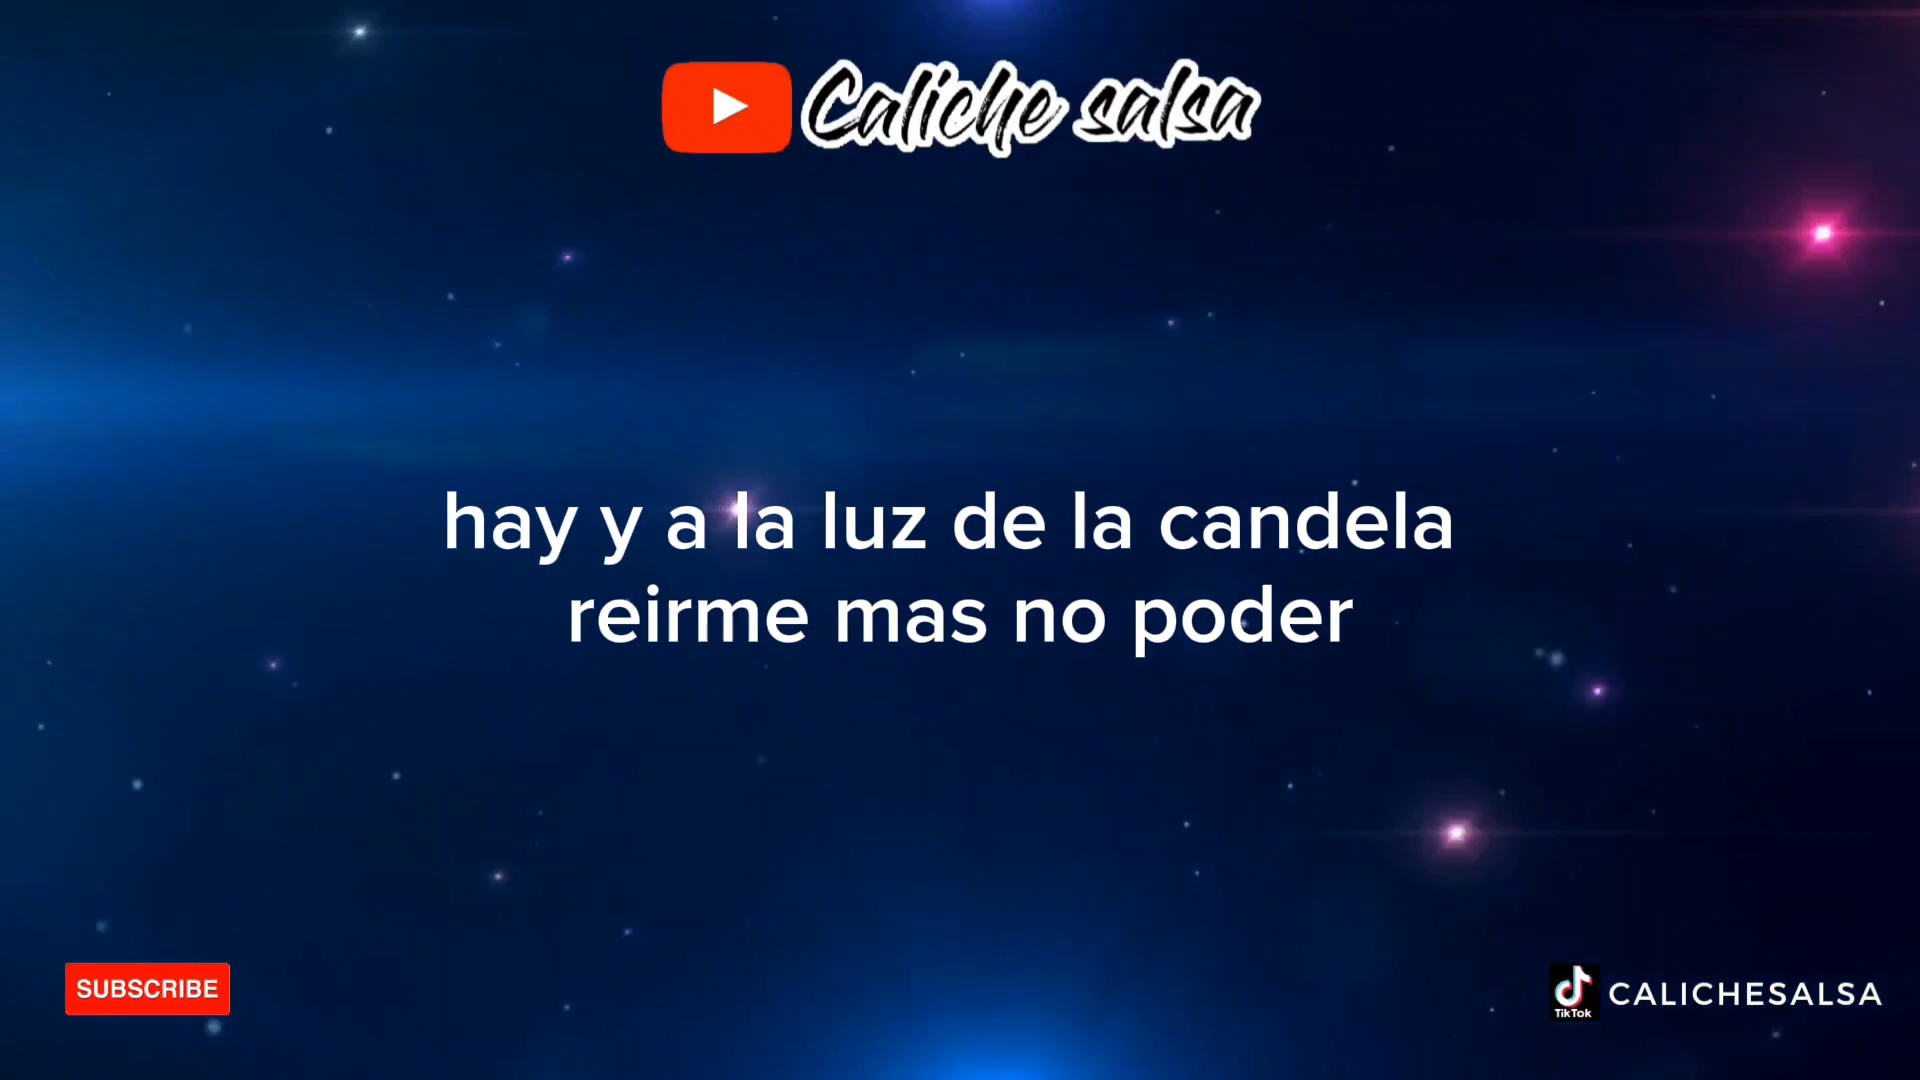 Caliche salsa
hay y a la luz de la candela
reirme mas no poder
SUBSCRIBE
TikTok
CALICHESALSA